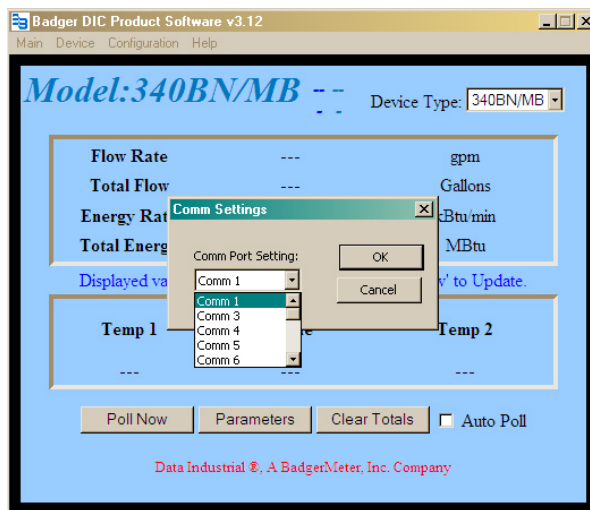 Badger DIC Product Software v3.12
Main Device Configuration Help
Model:340BN/MB -- -- - -
Device Type: 340BN/MB
Flow Rate --- gpm
Total Flow --- Gallons
Energy Rat kBtu/min
Total Energ MBtu
Comm Settings
Comm Port Setting:
Comm 1
OK
Cancel
Comm 1
Comm 3
Comm 4
Comm 5
Comm 6
Displayed va w' to Update.
Temp 1 e Temp 2
--- --- ---
Poll Now Parameters Clear Totals Auto Poll
Data Industrial ®, A BadgerMeter, Inc. Company